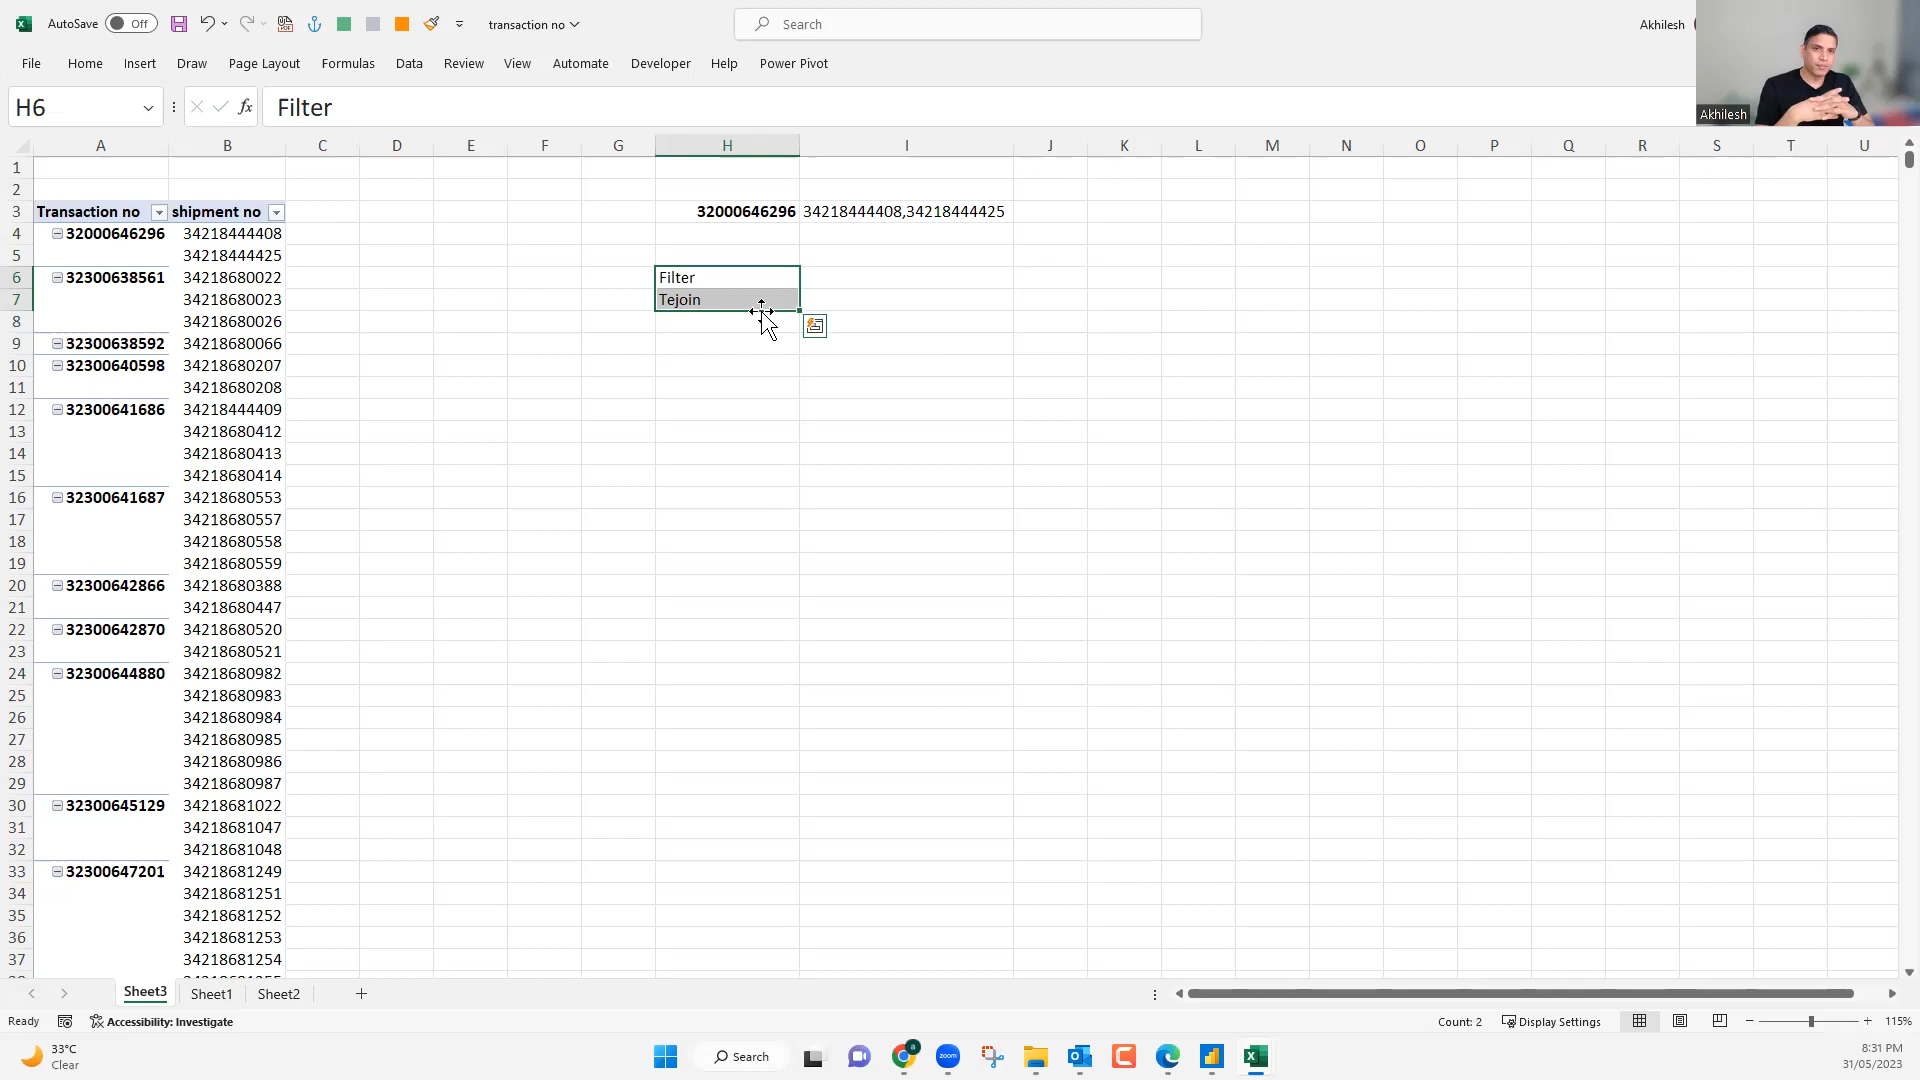 AutoSave Off transaction no Search Akhilesh
File Home Insert Draw Page Layout Formulas Data Review View Automate Developer Help Power Pivot
H6 fx Filter
Akhilesh
A B C D E F G H I J K L M N O P Q R S T U
1
2
3 Transaction no shipment no 32000646296 34218444408,34218444425
4 32000646296 34218444408
5 34218444425
6 32300638561 34218680022 Filter
7 34218680023 Tejoin
8 34218680026
9 32300638592 34218680066
10 32300640598 34218680207
11 34218680208
12 32300641686 34218444409
13 34218680412
14 34218680413
15 34218680414
16 32300641687 34218680553
17 34218680557
18 34218680558
19 34218680559
20 32300642866 34218680388
21 34218680447
22 32300642870 34218680520
23 34218680521
24 32300644880 34218680982
25 34218680983
26 34218680984
27 34218680985
28 34218680986
29 34218680987
30 32300645129 34218681022
31 34218681047
32 34218681048
33 32300647201 34218681249
34 34218681251
35 34218681252
36 34218681253
37 34218681254
Sheet3 Sheet1 Sheet2
Ready Accessibility: Investigate Count: 2 Display Settings 115%
33°C
Clear
Search
zoom
8:31 PM
31/05/2023